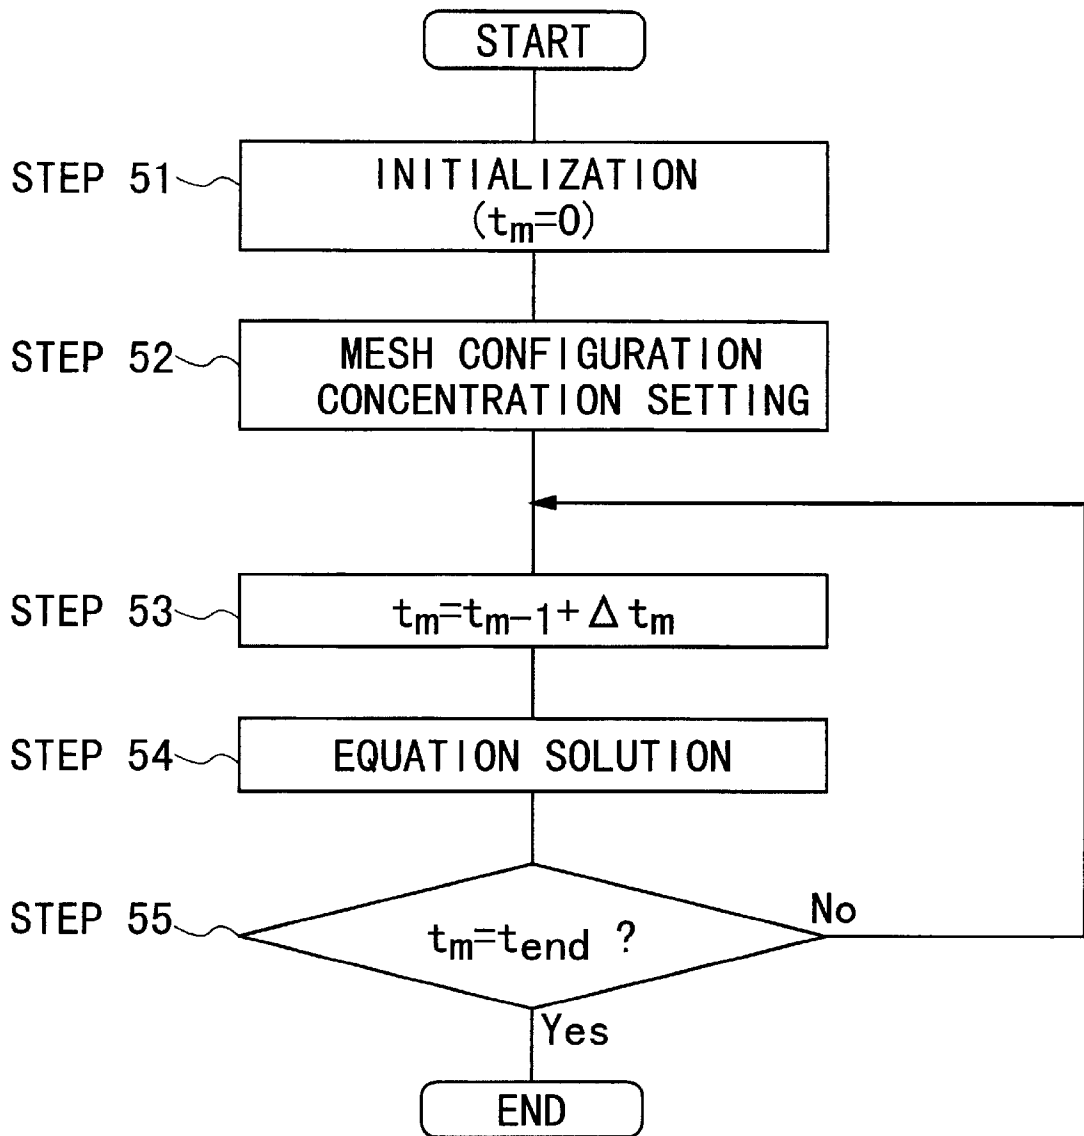 START
STEP 51
INITIALIZATION
(tm=0)
STEP 52
MESH CONFIGURATION
CONCENTRATION SETTING
STEP 53
tm=tm-1+Δtm
STEP 54
EQUATION SOLUTION
STEP 55
tm=tend ?
No
Yes
END